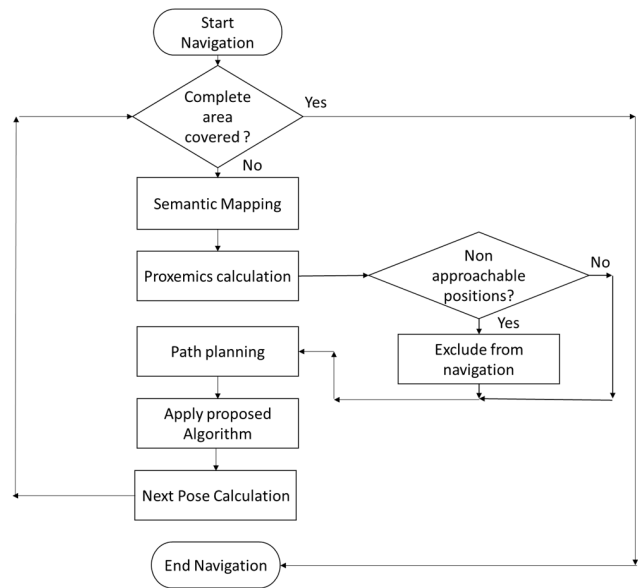 Start
Navigation
Complete
area
covered ?
Yes
No
Semantic Mapping
Proxemics calculation
Non
approachable
positions?
No
Yes
Exclude from
navigation
Path planning
Apply proposed
Algorithm
Next Pose Calculation
End Navigation